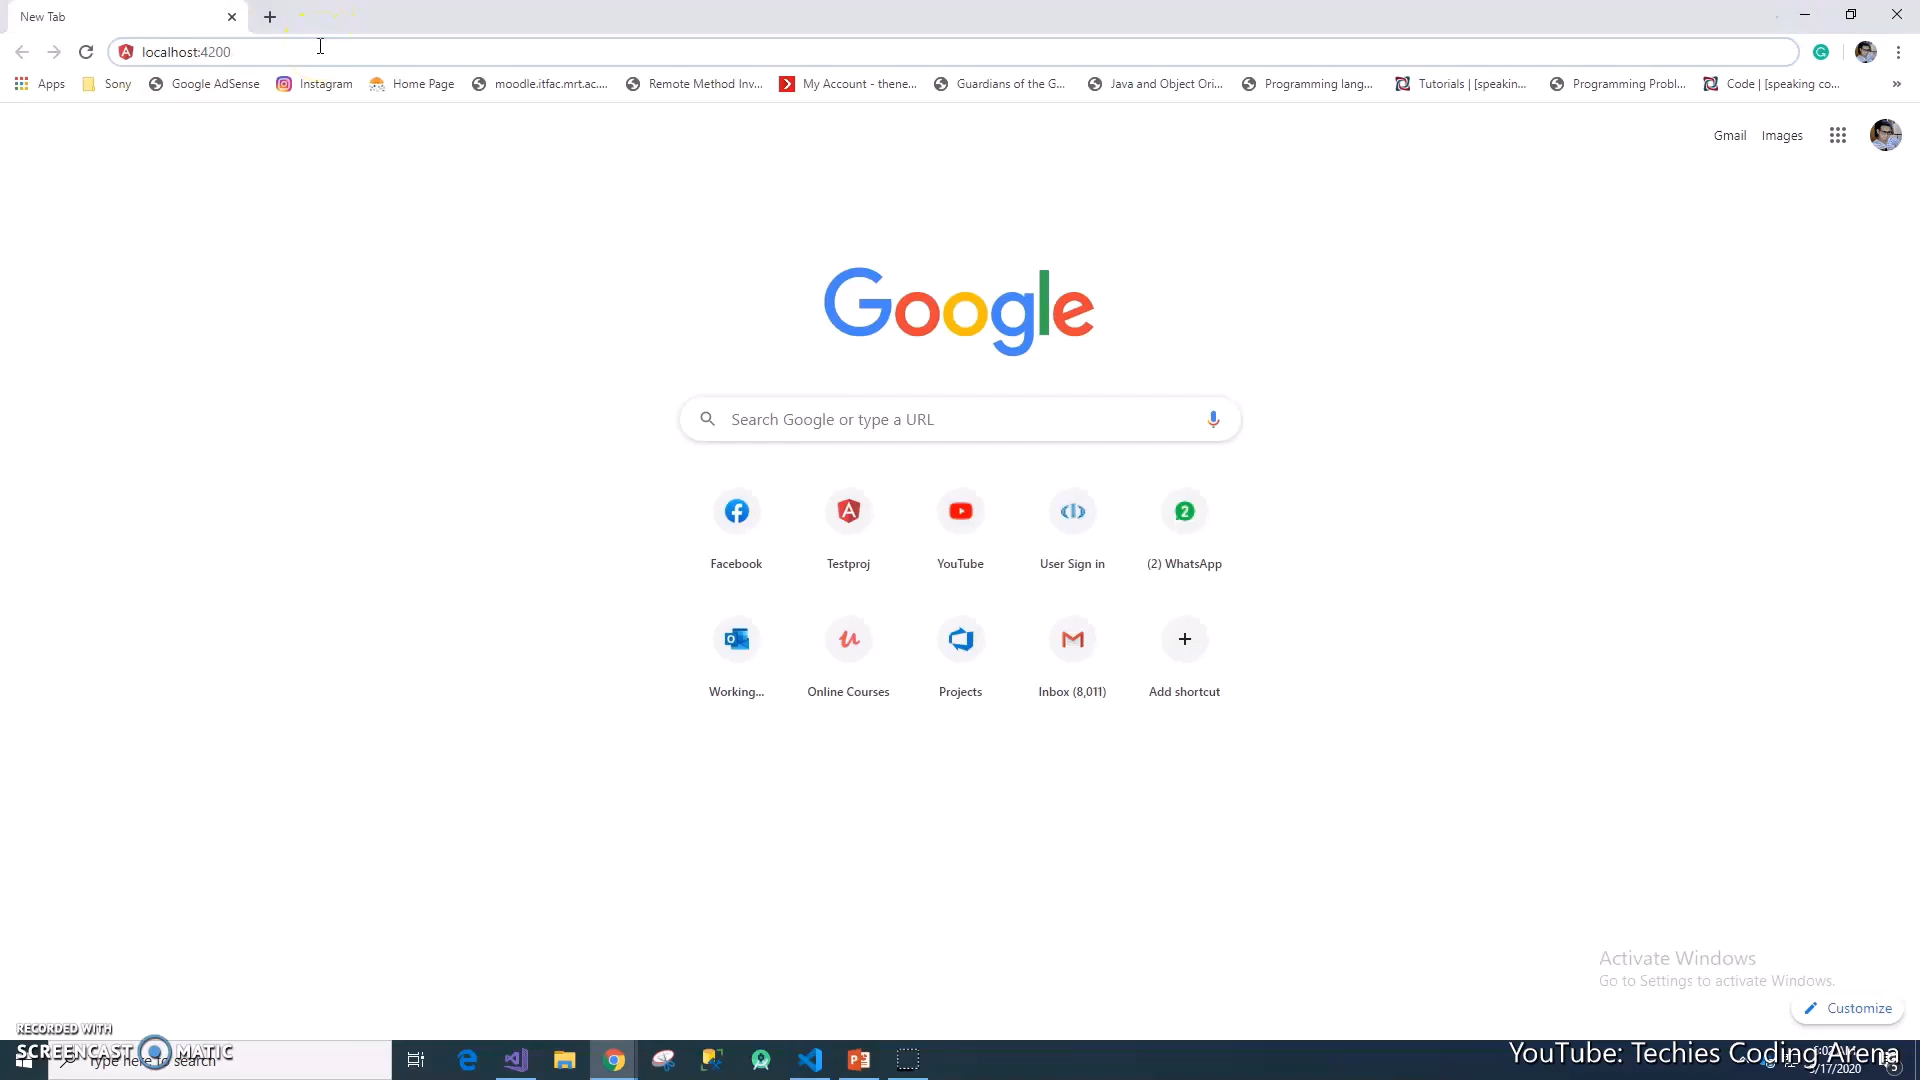 New Tab
localhost:4200
Apps Sony Google AdSense Instagram Home Page moodle.itfac.mrt.ac.... Remote Method Inv... My Account - thene... Guardians of the G... Java and Object Ori... Programming lang... Tutorials | [speakin... Programming Probl... Code | [speaking co... »
Gmail Images
Google
Search Google or type a URL
Facebook Testproj YouTube User Sign in (2) WhatsApp
Working... Online Courses Projects Inbox (8,011) Add shortcut
Activate Windows
Go to Settings to activate Windows.
Customize
RECORDED WITH
SCREENCAST MATIC
Type here to search
YouTube: Techies Coding Arena